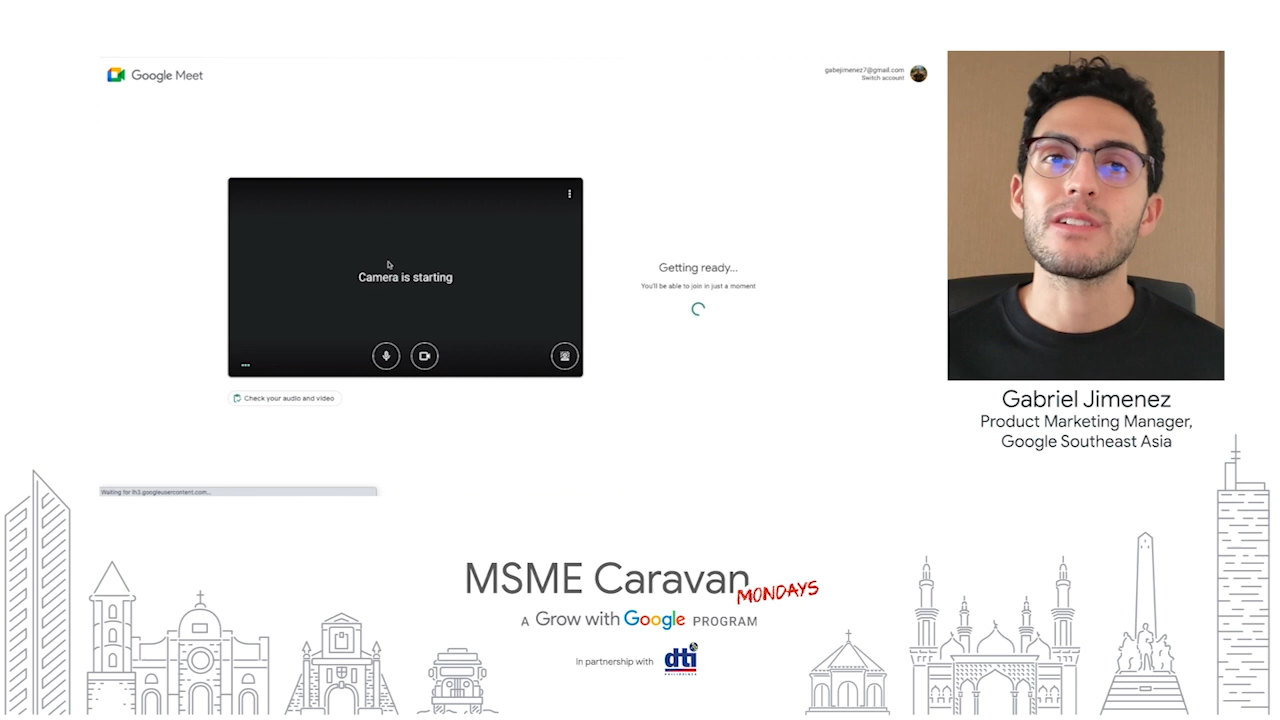 Google Meet
gabejimenez7@gmail.com
Switch account
Camera is starting
Getting ready...
You'll be able to join in just a moment
Check your audio and video
Waiting for lh3.googleusercontent.com...
Gabriel Jimenez
Product Marketing Manager,
Google Southeast Asia
MSME Caravan
MONDAYS
A Grow with Google PROGRAM
In partnership with
dti
PHILIPPINES